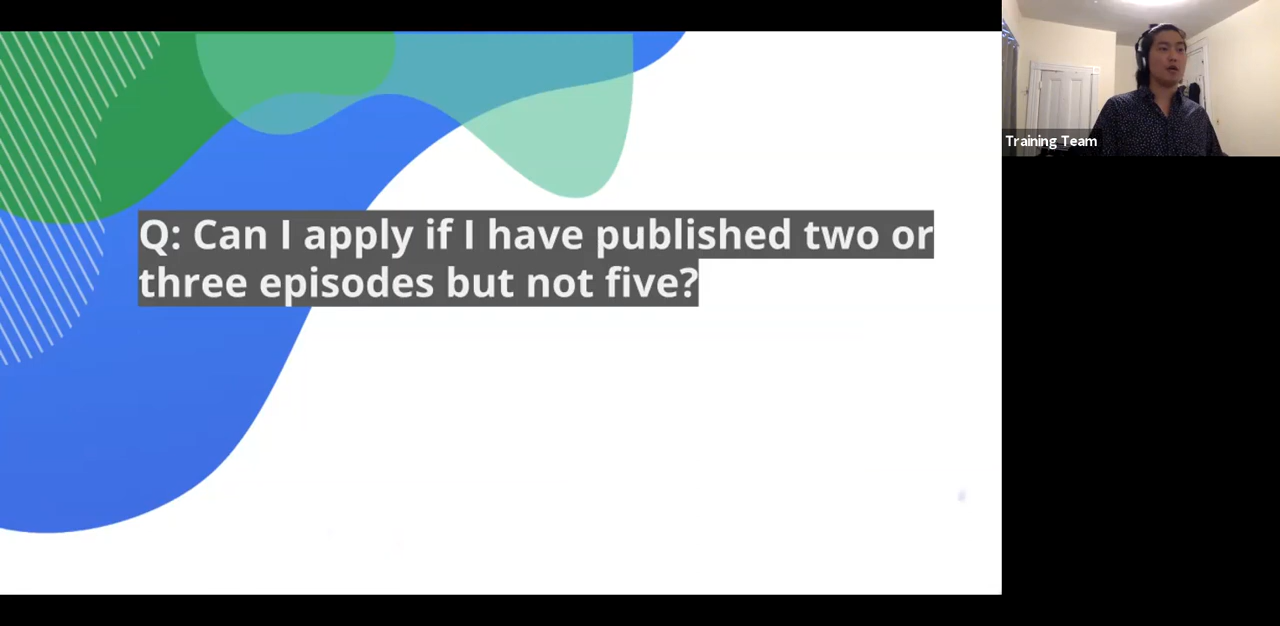 Q: Can I apply if I have published two or
three episodes but not five?
Training Team